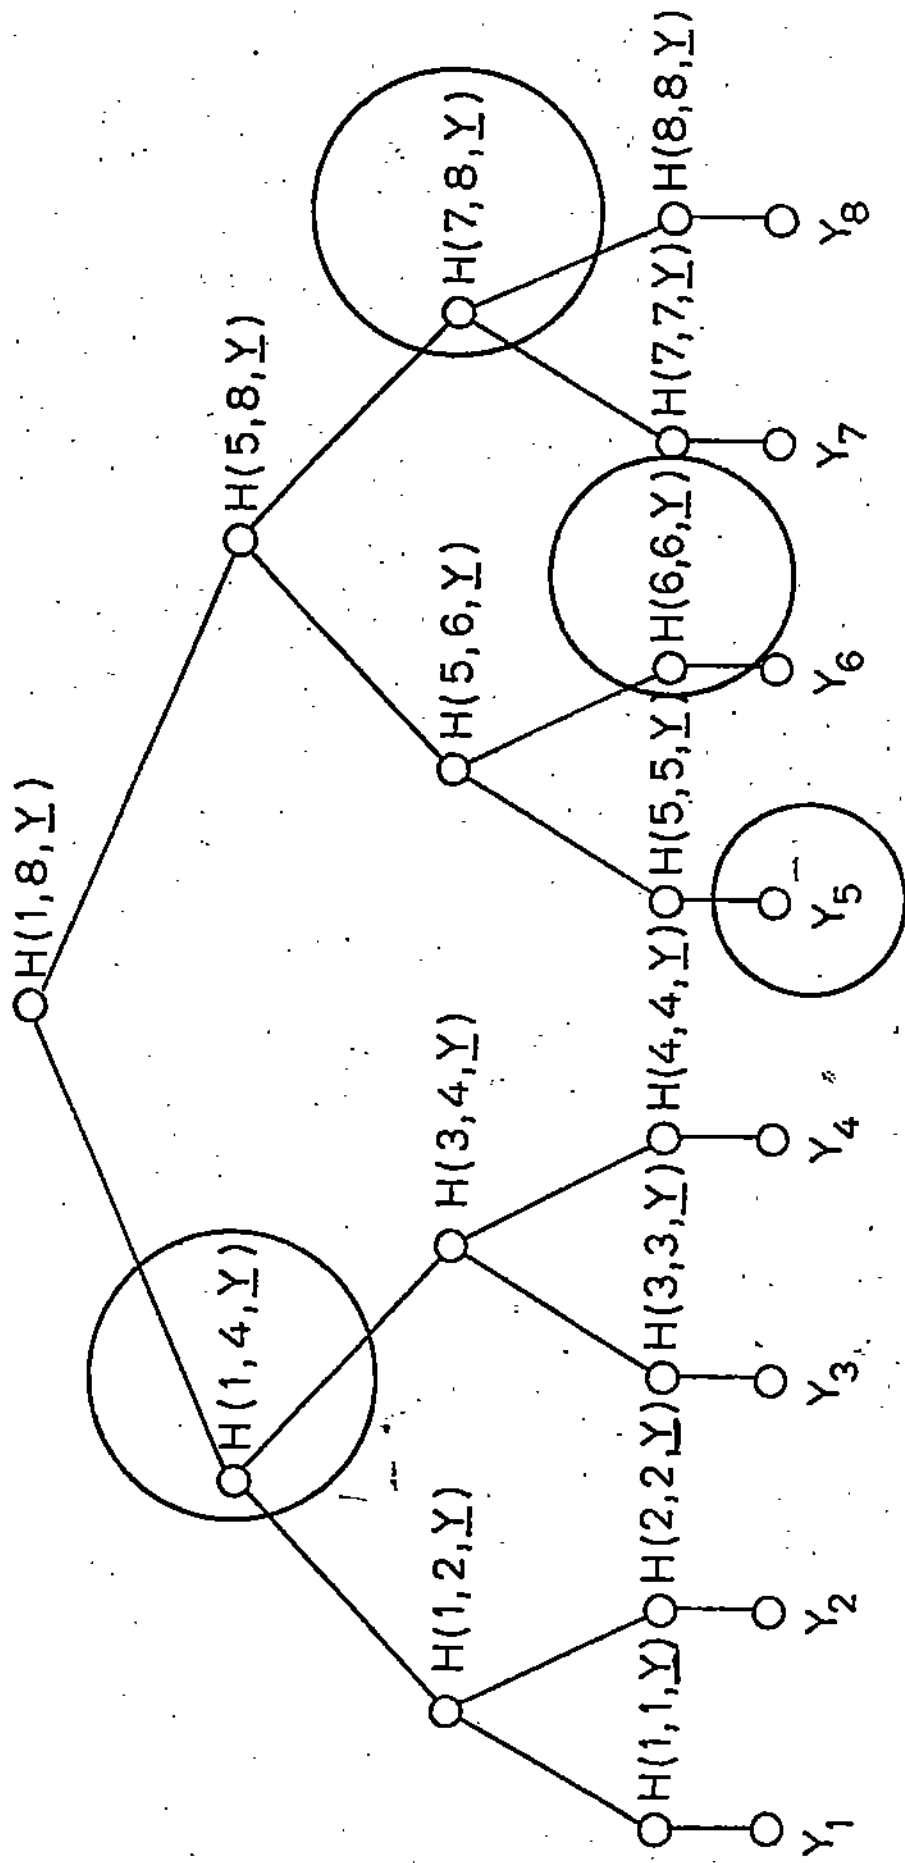 H(1,8,Y)
H(1,4,Y) H(5,8,Y)
H(1,2,Y) H(3,4,Y) H(5,6,Y) H(7,8,Y)
H(1,1,Y) H(2,2,Y) H(3,3,Y) H(4,4,Y) H(5,5,Y) H(6,6,Y) H(7,7,Y) H(8,8,Y)
Y1 Y2 Y3 Y4 Y5 Y6 Y7 Y8